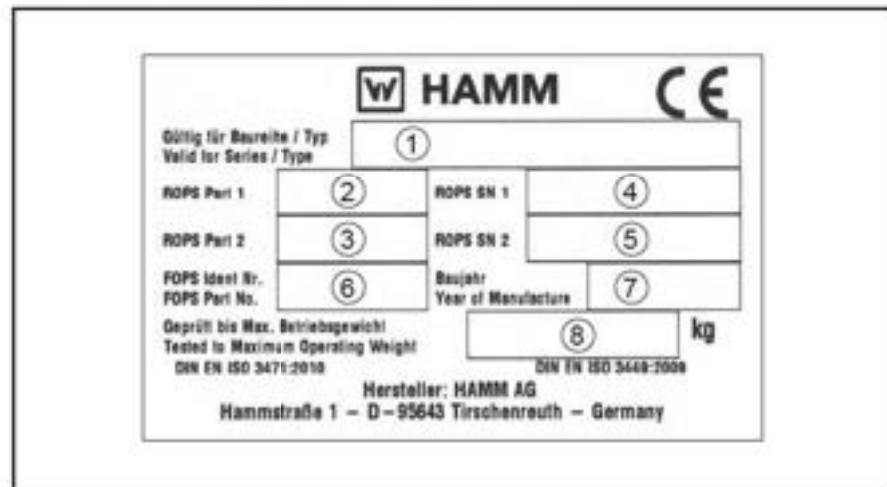 W HAMM CE
Gültig für Baureihe / Typ
Valid for Series / Type
1
ROPS Part 1
2
ROPS SN 1
4
ROPS Part 2
3
ROPS SN 2
5
FOPS Ident Nr.
FOPS Part No.
6
Baujahr
Year of Manufacture
7
Geprüft bis Max. Betriebsgewicht
Tested to Maximum Operating Weight
8
kg
DIN EN ISO 3471:2010
DIN EN ISO 3449:2009
Hersteller: HAMM AG
Hammstraße 1 – D-95643 Tirschenreuth – Germany